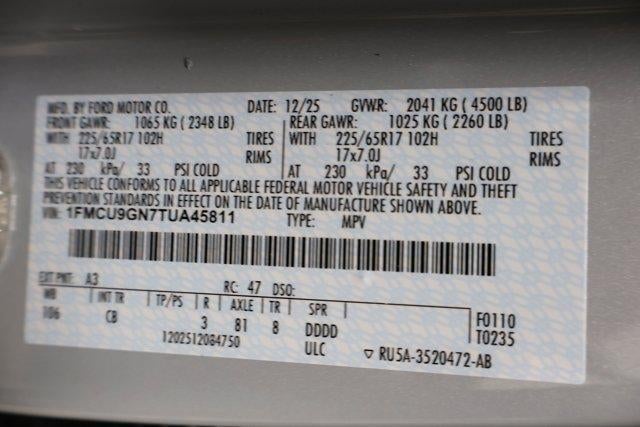 MFD. BY FORD MOTOR CO. DATE: 12/25 GVWR: 2041 KG ( 4500 LB)
FRONT GAWR: 1065 KG ( 2348 LB) REAR GAWR: 1025 KG ( 2260 LB)
WITH 225/65R17 102H TIRES WITH 225/65R17 102H TIRES
17x7.0J RIMS 17x7.0J RIMS
AT 230 kPa/ 33 PSI COLD AT 230 kPa/ 33 PSI COLD
THIS VEHICLE CONFORMS TO ALL APPLICABLE FEDERAL MOTOR VEHICLE SAFETY AND THEFT
PREVENTION STANDARDS IN EFFECT ON THE DATE OF MANUFACTURE SHOWN ABOVE.
VIN: 1FMCU9GN7TUA45811 TYPE: MPV
EXT PNT: A3 RC: 47 DSO:
WB INT TR TP/PS R AXLE TR SPR F0110
106 CB 3 81 8 DDDD T0235
1202512084750 ULC ▽ RU5A-3520472-AB